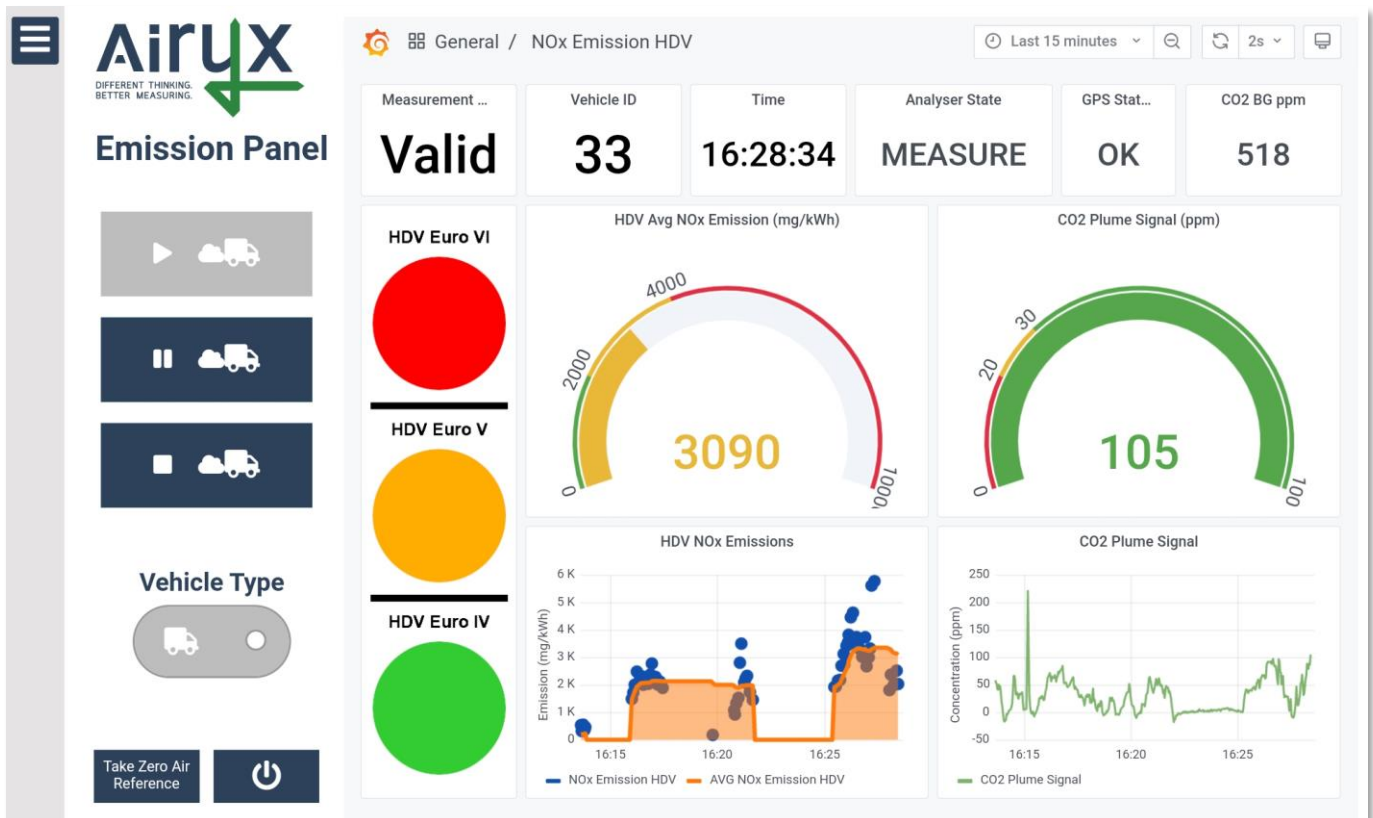 Airyx
DIFFERENT THINKING.
BETTER MEASURING.
Emission Panel
Vehicle Type
Take Zero Air
Reference
General / NOx Emission HDV
Last 15 minutes
2s
Measurement ...
Valid
Vehicle ID
33
Time
16:28:34
Analyser State
MEASURE
GPS Stat...
OK
CO2 BG ppm
518
HDV Euro VI
HDV Euro V
HDV Euro IV
HDV Avg NOx Emission (mg/kWh)
0
2000
4000
1000
3090
CO2 Plume Signal (ppm)
0
20
30
100
105
HDV NOx Emissions
Emission (mg/kWh)
6 K
5 K
4 K
3 K
2 K
1 K
0
16:15 16:20 16:25
NOx Emission HDV AVG NOx Emission HDV
CO2 Plume Signal
Concentration (ppm)
250
200
150
100
50
0
-50
16:15 16:20 16:25
CO2 Plume Signal